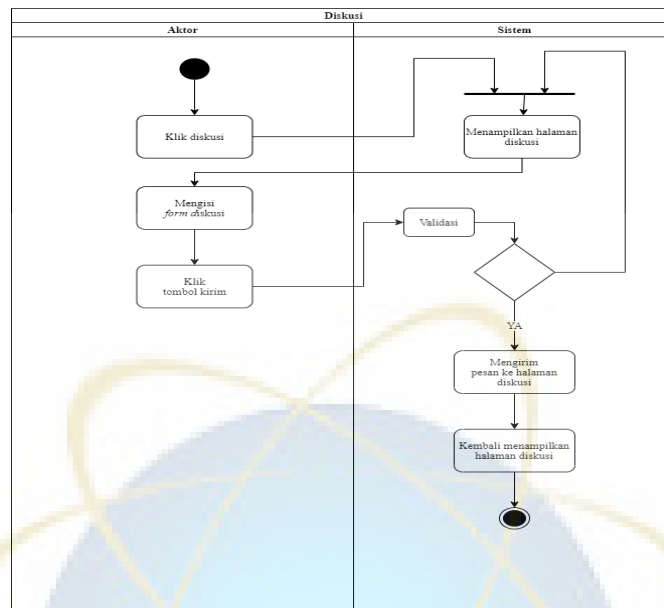 Diskusi
Aktor
Sistem
Klik diskusi
Menampilkan halaman
diskusi
Mengisi
form diskusi
Validasi
Klik
tombol kirim
YA
Mengirim
pesan ke halaman
diskusi
Kembali menampilkan
halaman diskusi